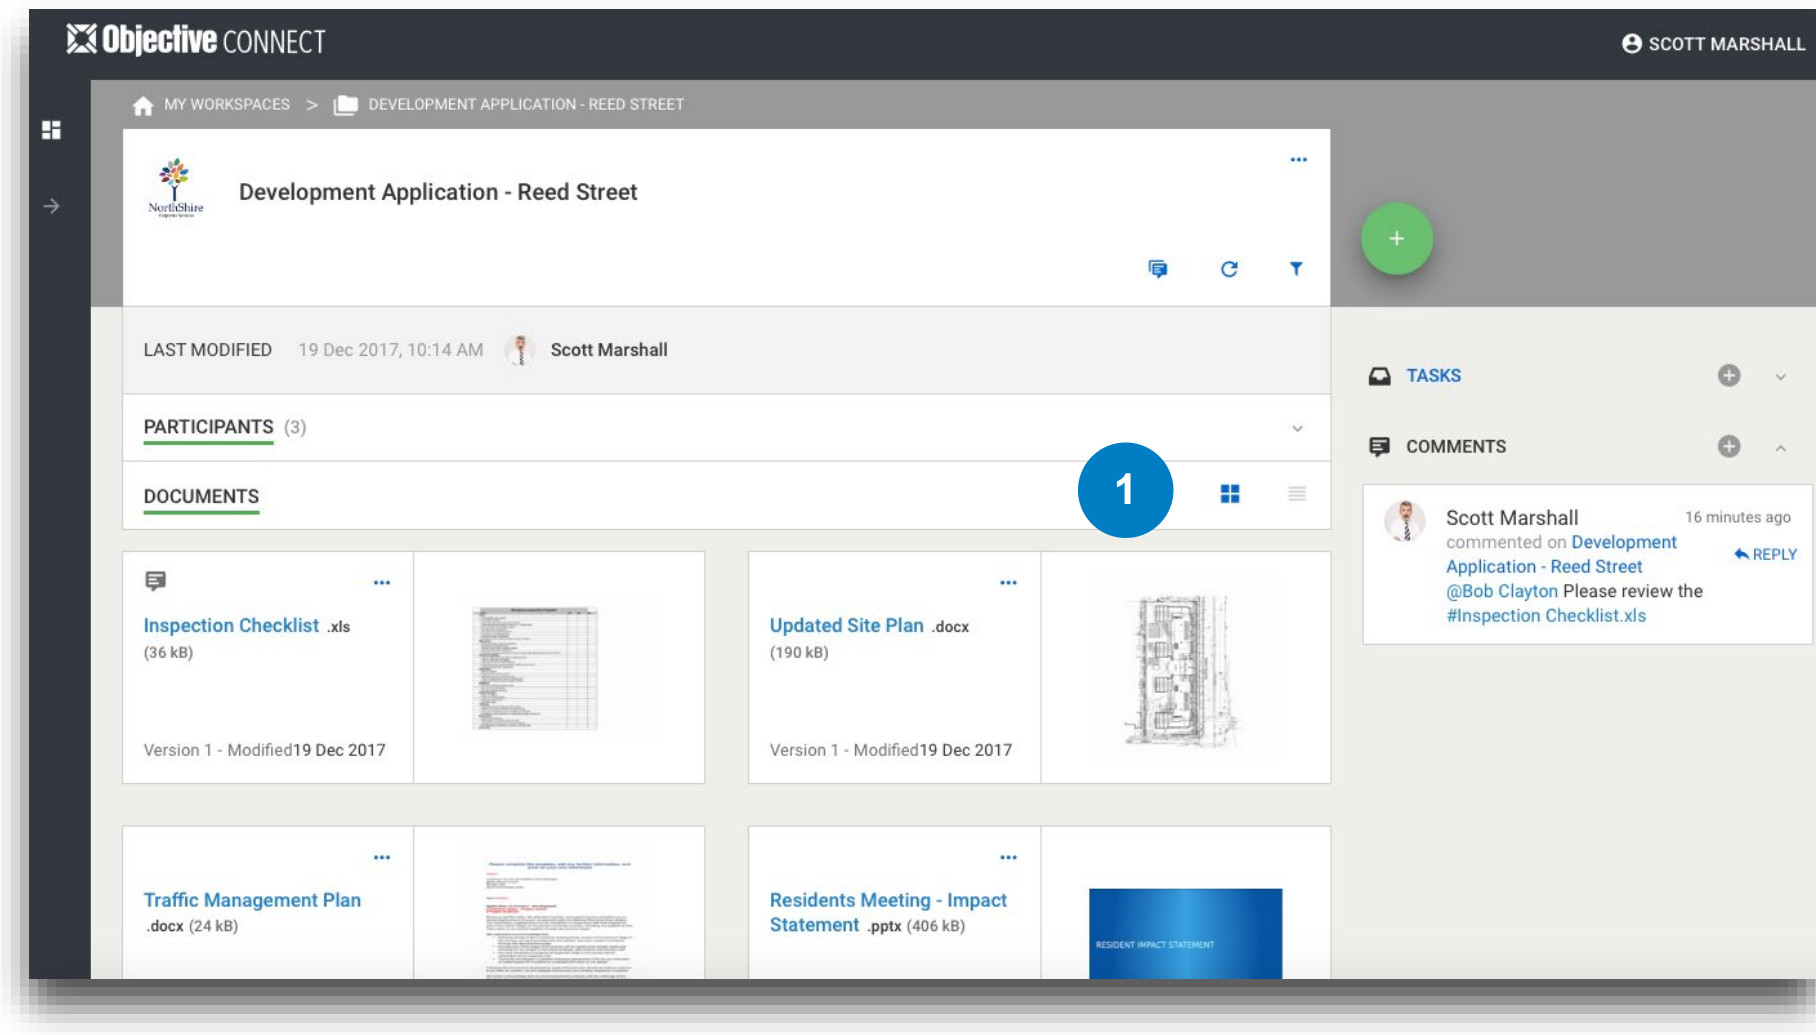 Objective CONNECT
SCOTT MARSHALL
MY WORKSPACES > DEVELOPMENT APPLICATION - REED STREET
NorthShire
Development Application - Reed Street
LAST MODIFIED 19 Dec 2017, 10:14 AM Scott Marshall
PARTICIPANTS (3)
DOCUMENTS
1
Inspection Checklist .xls
(36 kB)
Version 1 - Modified19 Dec 2017
Updated Site Plan .docx
(190 kB)
Version 1 - Modified19 Dec 2017
Traffic Management Plan
.docx (24 kB)
Residents Meeting - Impact
Statement .pptx (406 kB)
RESIDENT IMPACT STATEMENT
TASKS
COMMENTS
Scott Marshall 16 minutes ago
commented on Development
Application - Reed Street
REPLY
@Bob Clayton Please review the
#Inspection Checklist.xls